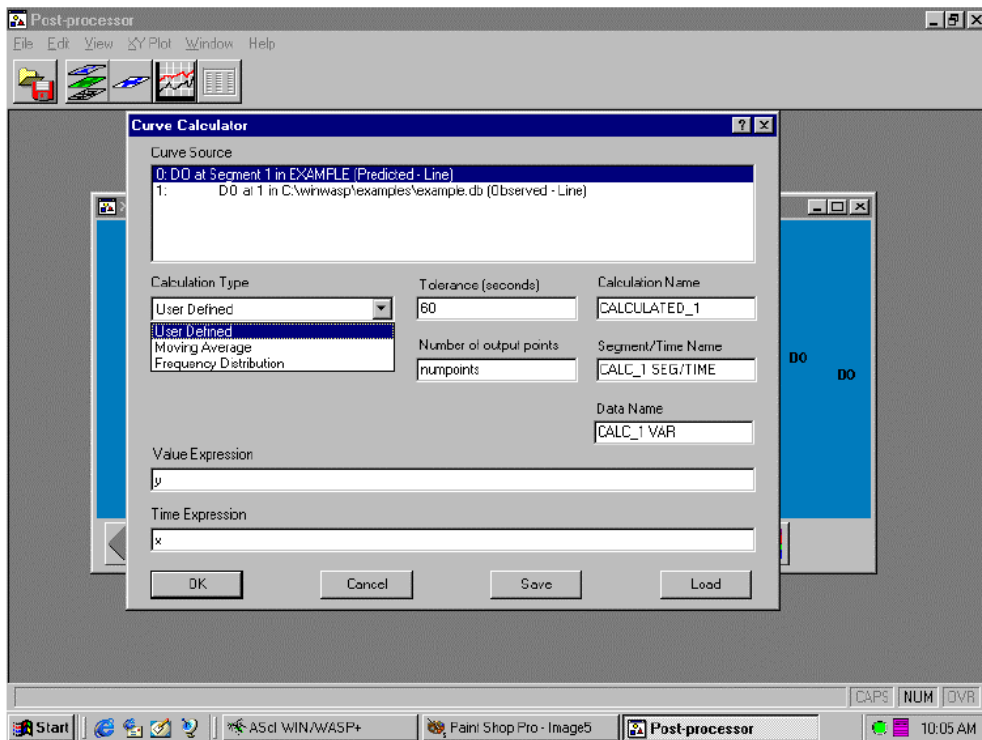 Post-processor
File Edit View XY Plot Window Help
Curve Calculator
Curve Source
0: DO at Segment 1 in EXAMPLE (Predicted - Line)
1: DO at 1 in C:\winwasp\examples\example.db (Observed - Line)
Calculation Type
Tolerance (seconds)
Calculation Name
User Defined
60
CALCULATED_1
User Defined
Moving Average
Frequency Distribution
Number of output points
Segment/Time Name
numpoints
CALC_1 SEG/TIME
DO
DO
Data Name
CALC_1 VAR
Value Expression
y
Time Expression
x
OK Cancel Save Load
CAPS NUM OVR
Start AScI WIN/WASP+ Paint Shop Pro - Image5 Post-processor 10:05 AM